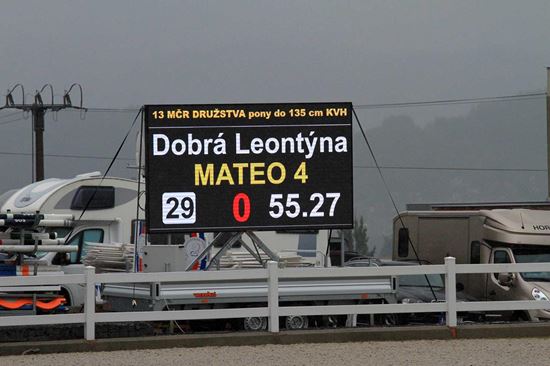 13 MČR DRUŽSTVA pony do 135 cm KVH
Dobrá Leontýna
MATEO 4
29 0 55.27